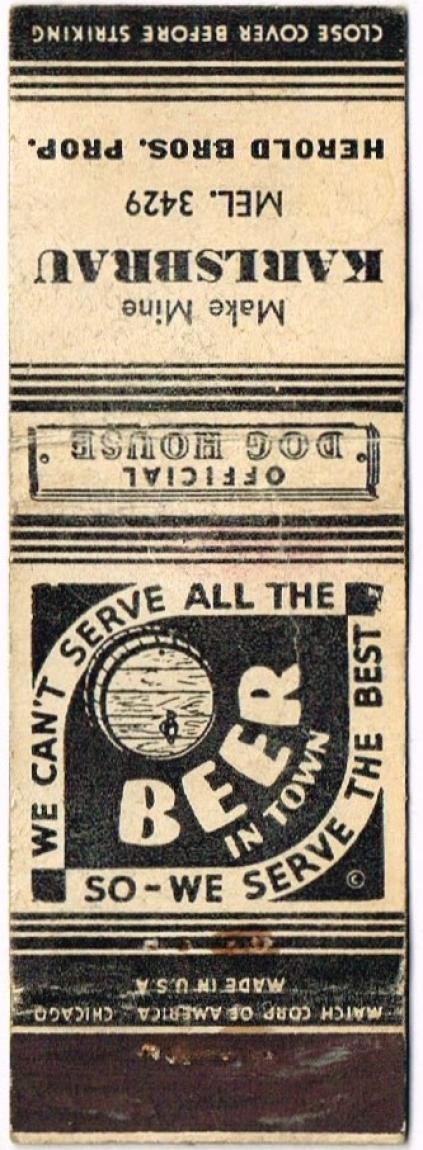 CLOSE COVER BEFORE STRIKING
HEROLD BROS. PROP.
MEL. 3429
KARLSBRAU
Make Mine
DOG HOUSE
OFFICIAL
WE CAN'T SERVE ALL THE
BEER
IN TOWN
SO-WE SERVE THE BEST
©
MADE IN U.S.A
MATCH CORP. OF AMERICA CHICAGO